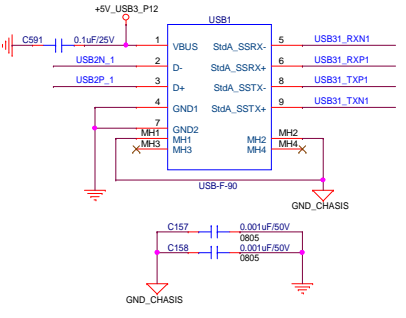 +5V_USB3_P12
USB1
C591 0.1uF/25V 1 VBUS StdA_SSRX- 5 USB31_RXN1
USB2N_1 2 D- StdA_SSRX+ 6 USB31_RXP1
USB2P_1 3 D+ StdA_SSTX- 8 USB31_TXP1
4 GND1 StdA_SSTX+ 9 USB31_TXN1
7 GND2
MH1 MH1 MH2 MH2
MH3 MH3 MH4 MH4
USB-F-90
GND_CHASIS
C157 0.001uF/50V
0805
C158 0.001uF/50V
0805
GND_CHASIS